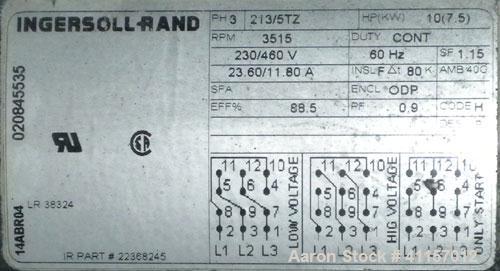 INGERSOLL-RAND
020845535
14ABR04
LR 38324
IR PART # 22368245
PH 3 213/5TZ HP(KW) 10(7.5)
RPM 3515 DUTY CONT
230/460 V 60 Hz SF 1.15
23.60/11.80 A INSL F Δt 80 K AMB 40C
SFA ENCL ODP
EFF% 88.5 PF 0.9 CODE H
DES
11 12 10
5 6 4
8 9 7
2 3 1
L1 L2 L3
LOW VOLTAGE
11 12 10
5 6 4
8 9 7
2 3 1
L1 L2 L3
HIG VOLTAGE
11 12 10
5 6 4
8 9 7
2 3 1
L1 L2 L3
ONLY START
Aaron Stock #